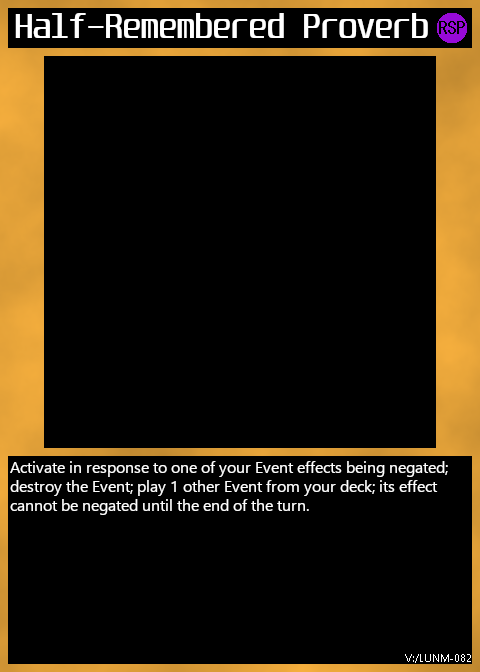 Half-Remembered Proverb RSP
Activate in response to one of your Event effects being negated;
destroy the Event; play 1 other Event from your deck; its effect
cannot be negated until the end of the turn.
V:/LUNM-082